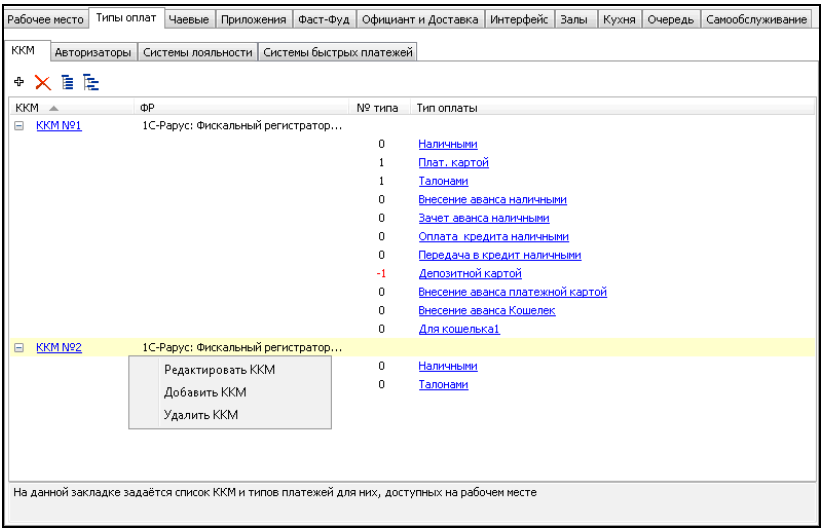 Рабочее место Типы оплат Чаевые Приложения Фаст-Фуд Официант и Доставка Интерфейс Залы Кухня Очередь Самообслуживание
ККМ Авторизаторы Системы лояльности Системы быстрых платежей
ККМ ФР № типа Тип оплаты
ККМ №1 1С-Рарус: Фискальный регистратор...
0 Наличными
1 Плат. картой
1 Талонами
0 Внесение аванса наличными
0 Зачет аванса наличными
0 Оплата кредита наличными
0 Передача в кредит наличными
-1 Депозитной картой
0 Внесение аванса платежной картой
0 Внесение аванса Кошелек
0 Для кошелька1
ККМ №2 1С-Рарус: Фискальный регистратор...
Редактировать ККМ 0 Наличными
Добавить ККМ 0 Талонами
Удалить ККМ
На данной закладке задаётся список ККМ и типов платежей для них, доступных на рабочем месте